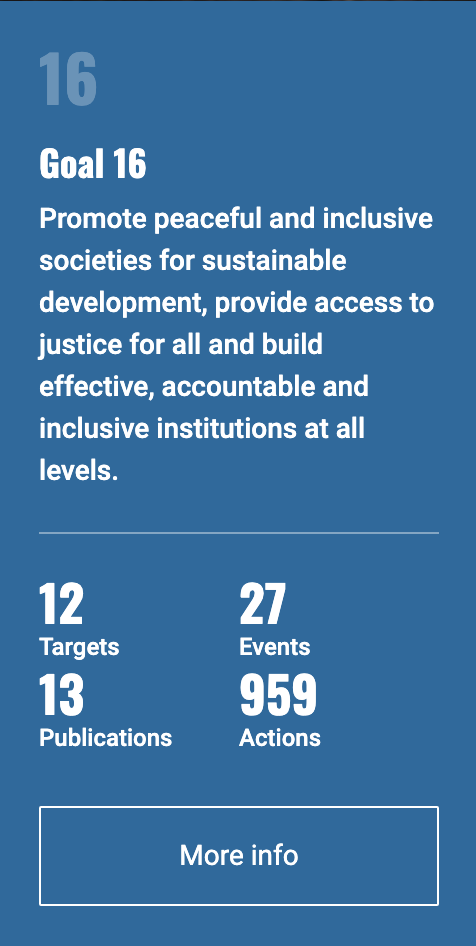 16
Goal 16
Promote peaceful and inclusive
societies for sustainable
development, provide access to
justice for all and build
effective, accountable and
inclusive institutions at all
levels.
12 27
Targets Events
13 959
Publications Actions
More info